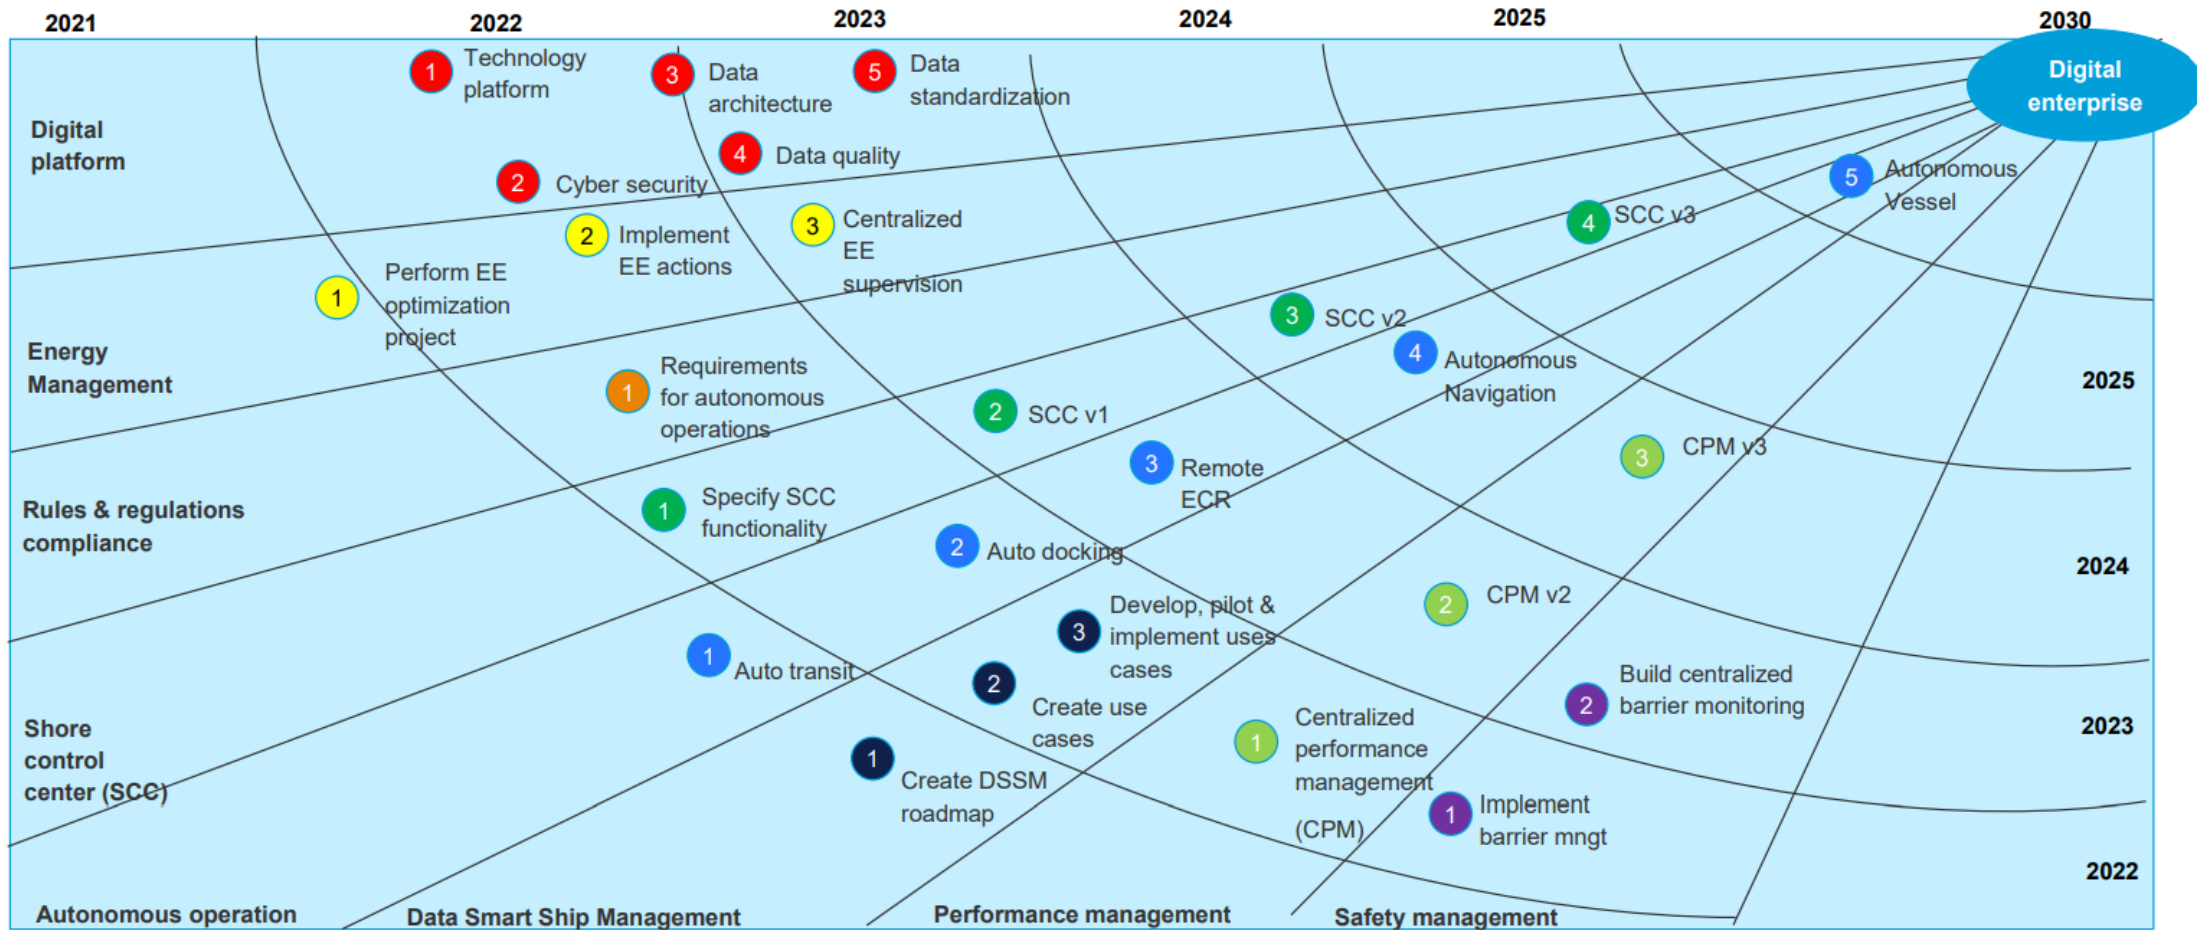 2021
2022
2023
2024
2025
2030
Digital
enterprise
1
Technology
platform
3
Data
architecture
5
Data
standardization
Digital
platform
4
Data quality
2
Cyber security
5
Autonomous
Vessel
2
Implement
EE actions
3
Centralized
EE
supervision
4
SCC v3
1
Perform EE
optimization
project
3
SCC v2
Energy
Management
1
Requirements
for autonomous
operations
4
Autonomous
Navigation
2025
2
SCC v1
3
Remote
ECR
3
CPM v3
Rules & regulations
compliance
1
Specify SCC
functionality
2
Auto docking
2024
3
Develop, pilot &
implement uses
cases
2
CPM v2
1
Auto transit
2
Create use
cases
2
Build centralized
barrier monitoring
Shore
control
center (SCC)
1
Create DSSM
roadmap
1
Centralized
performance
management
(CPM)
2023
1
Implement
barrier mngt
2022
Autonomous operation
Data Smart Ship Management
Performance management
Safety management